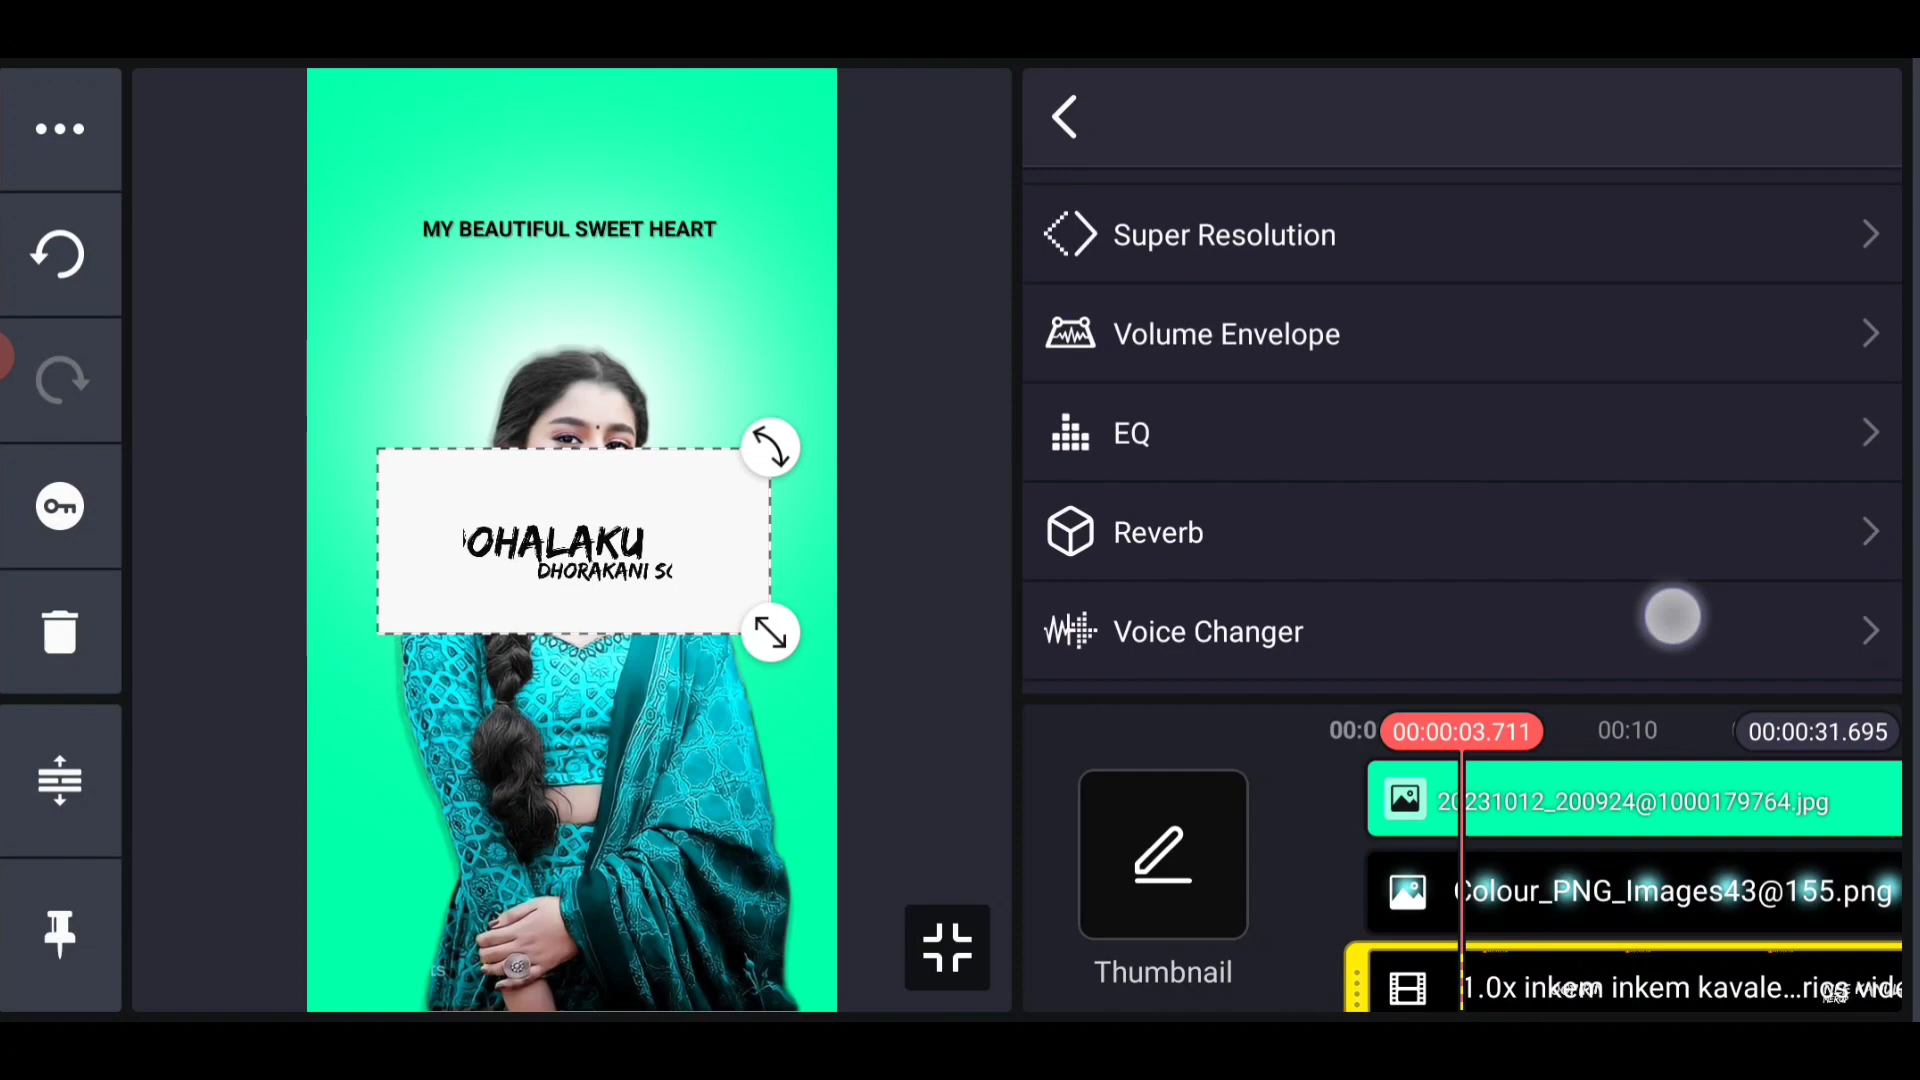 MY BEAUTIFUL SWEET HEART
OHALAKU
DHORAKANI
Super Resolution
Volume Envelope
EQ
Reverb
Voice Changer
00:0
00:00:03.711
00:10
00:00:31.695
20231012_200924@1000179764.jpg
Colour_PNG_Images43@155.png
1.0x inkem inkem kavale...rics vide
Thumbnail